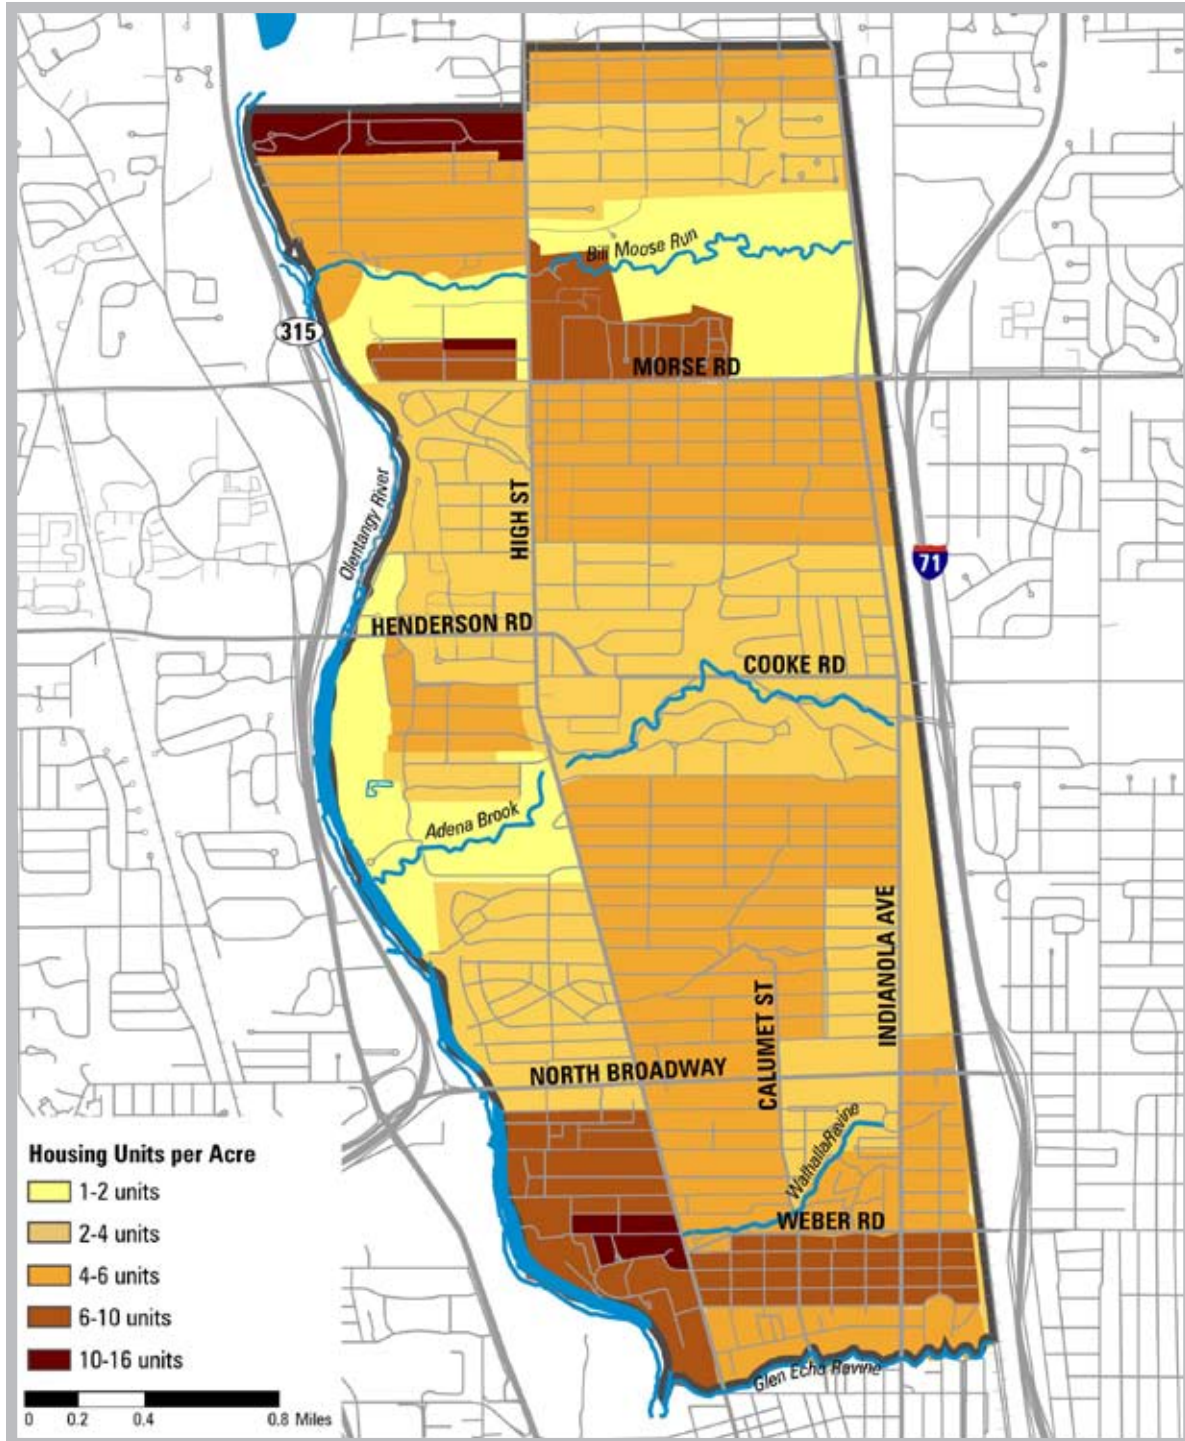 Bill Moose Run
315
MORSE RD
Olentangy River
HIGH ST
71
HENDERSON RD
COOKE RD
Adena Brook
INDIANOLA AVE
CALUMET ST
NORTH BROADWAY
WalhallaRavine
WEBER RD
Glen Echo Ravine
Housing Units per Acre
1-2 units
2-4 units
4-6 units
6-10 units
10-16 units
0 0.2 0.4 0.8 Miles